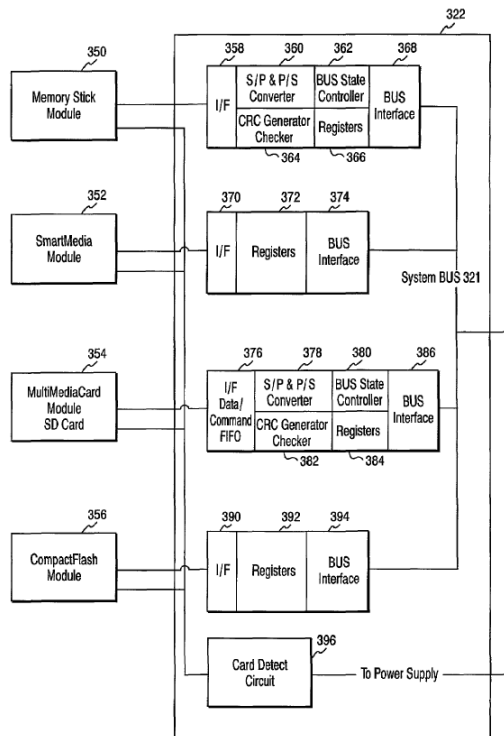 322
350
358
360
362
368
Memory Stick
Module
I/F
S/P & P/S
Converter
BUS State
Controller
BUS
Interface
CRC Generator
Checker
Registers
364
366
352
370
372
374
SmartMedia
Module
I/F
Registers
BUS
Interface
System BUS 321
354
376
378
380
386
MultiMediaCard
Module
SD Card
I/F
Data/
Command
FIFO
S/P & P/S
Converter
BUS State
Controller
BUS
Interface
CRC Generator
Checker
Registers
382
384
356
390
392
394
CompactFlash
Module
I/F
Registers
BUS
Interface
396
Card Detect
Circuit
To Power Supply